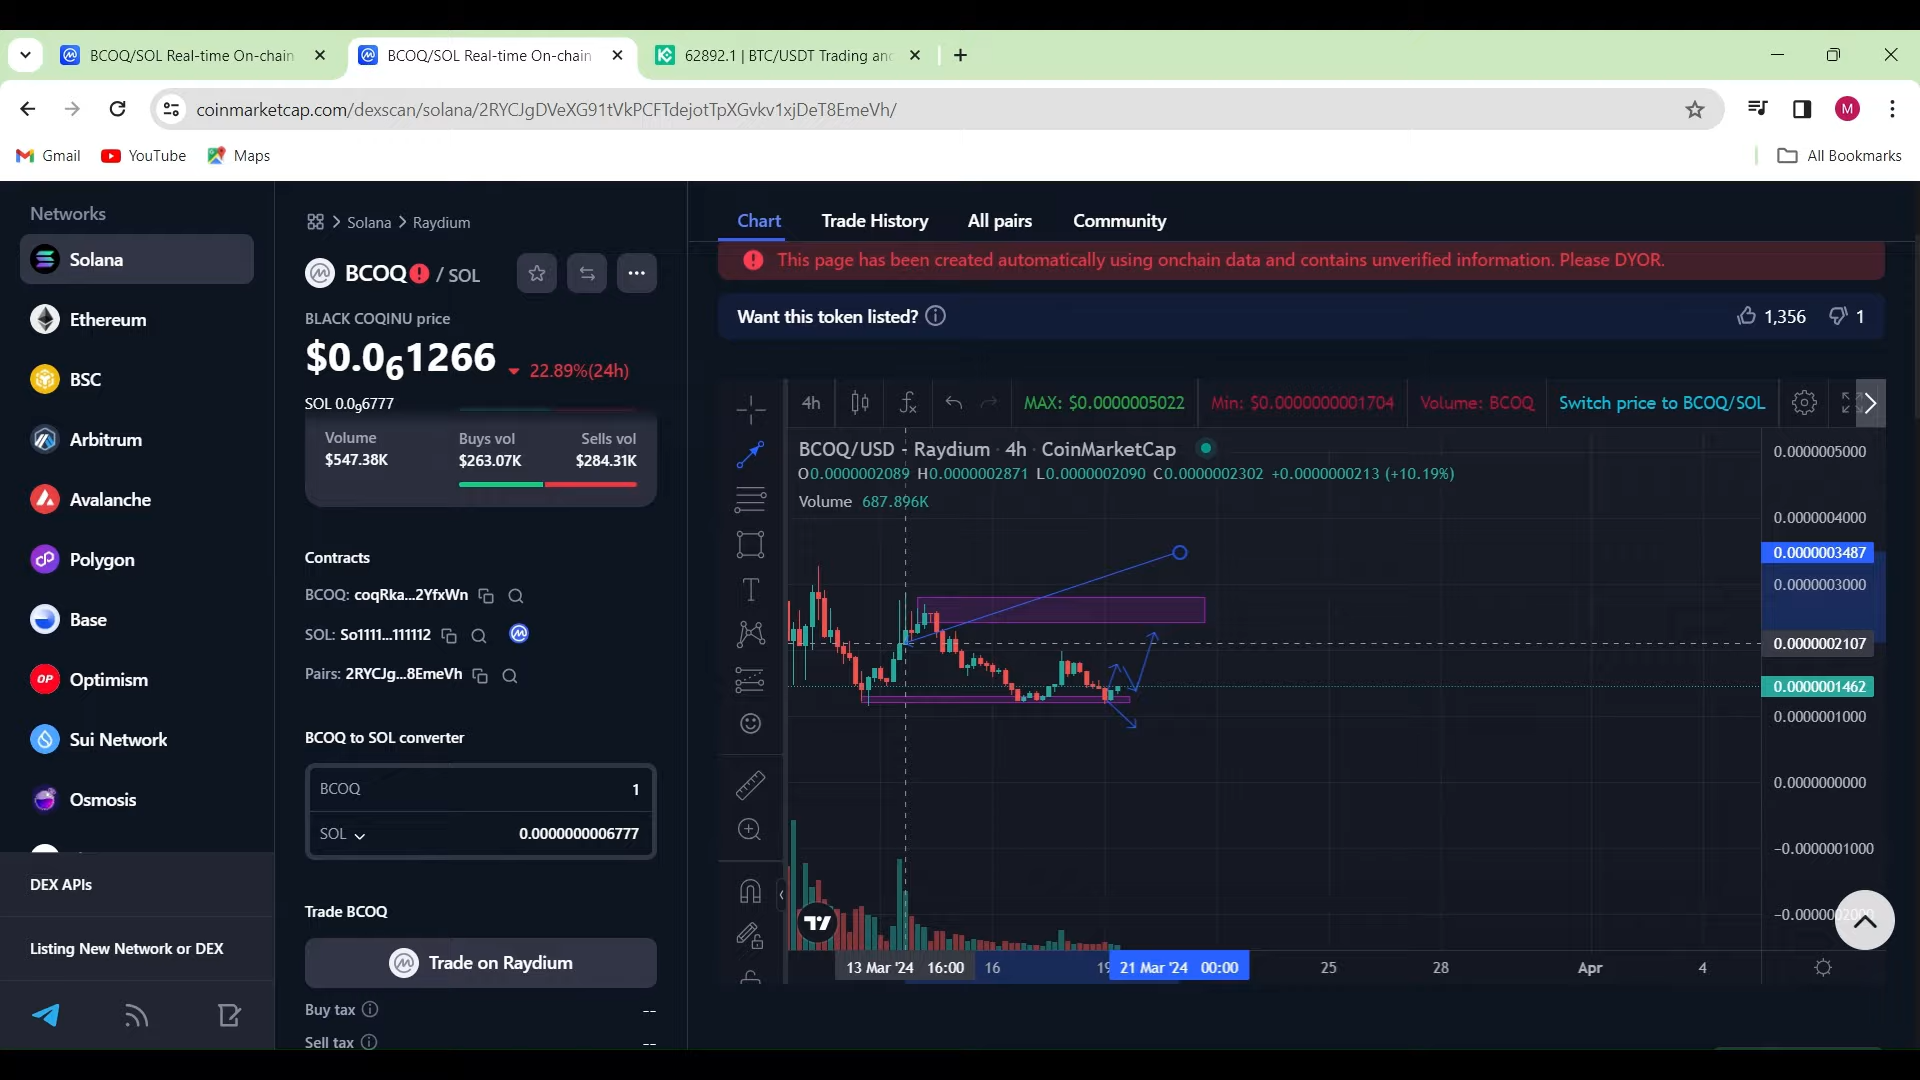 BCOQ/SOL Real-time On-chain
BCOQ/SOL Real-time On-chain
62892.1 | BTC/USDT Trading and
coinmarketcap.com/dexscan/solana/2RYCJgDVeXG91tVkPCFTdejotTpXGvkv1xjDeT8EmeVh/
M
Gmail
YouTube
Maps
All Bookmarks
Networks
Solana
Ethereum
BSC
Arbitrum
Avalanche
Polygon
Base
OP Optimism
Sui Network
Osmosis
DEX APIs
Listing New Network or DEX
Solana > Raydium
BCOQ / SOL
BLACK COQINU price
$0.0₆1266 22.89%(24h)
SOL 0.0₉6777
Volume Buys vol Sells vol
$547.38K $263.07K $284.31K
Contracts
BCOQ: coqRka...2YfxWn
SOL: So1111...111112
Pairs: 2RYCJg...8EmeVh
BCOQ to SOL converter
BCOQ 1
SOL 0.0000000006777
Trade BCOQ
Trade on Raydium
Buy tax --
Sell tax --
Chart Trade History All pairs Community
This page has been created automatically using onchain data and contains unverified information. Please DYOR.
Want this token listed? 1,356 1
4h MAX: $0.0000005022 Min: $0.0000000001704 Volume: BCOQ Switch price to BCOQ/SOL
BCOQ/USD - Raydium · 4h · CoinMarketCap
O0.0000002089 H0.0000002871 L0.0000002090 C0.0000002302 +0.0000000213 (+10.19%)
Volume 687.896K
0.0000005000
0.0000004000
0.0000003487
0.0000003000
0.0000002107
0.0000001462
0.0000001000
0.0000000000
−0.0000001000
13 Mar '24 16:00 16 21 Mar '24 00:00 25 28 Apr 4